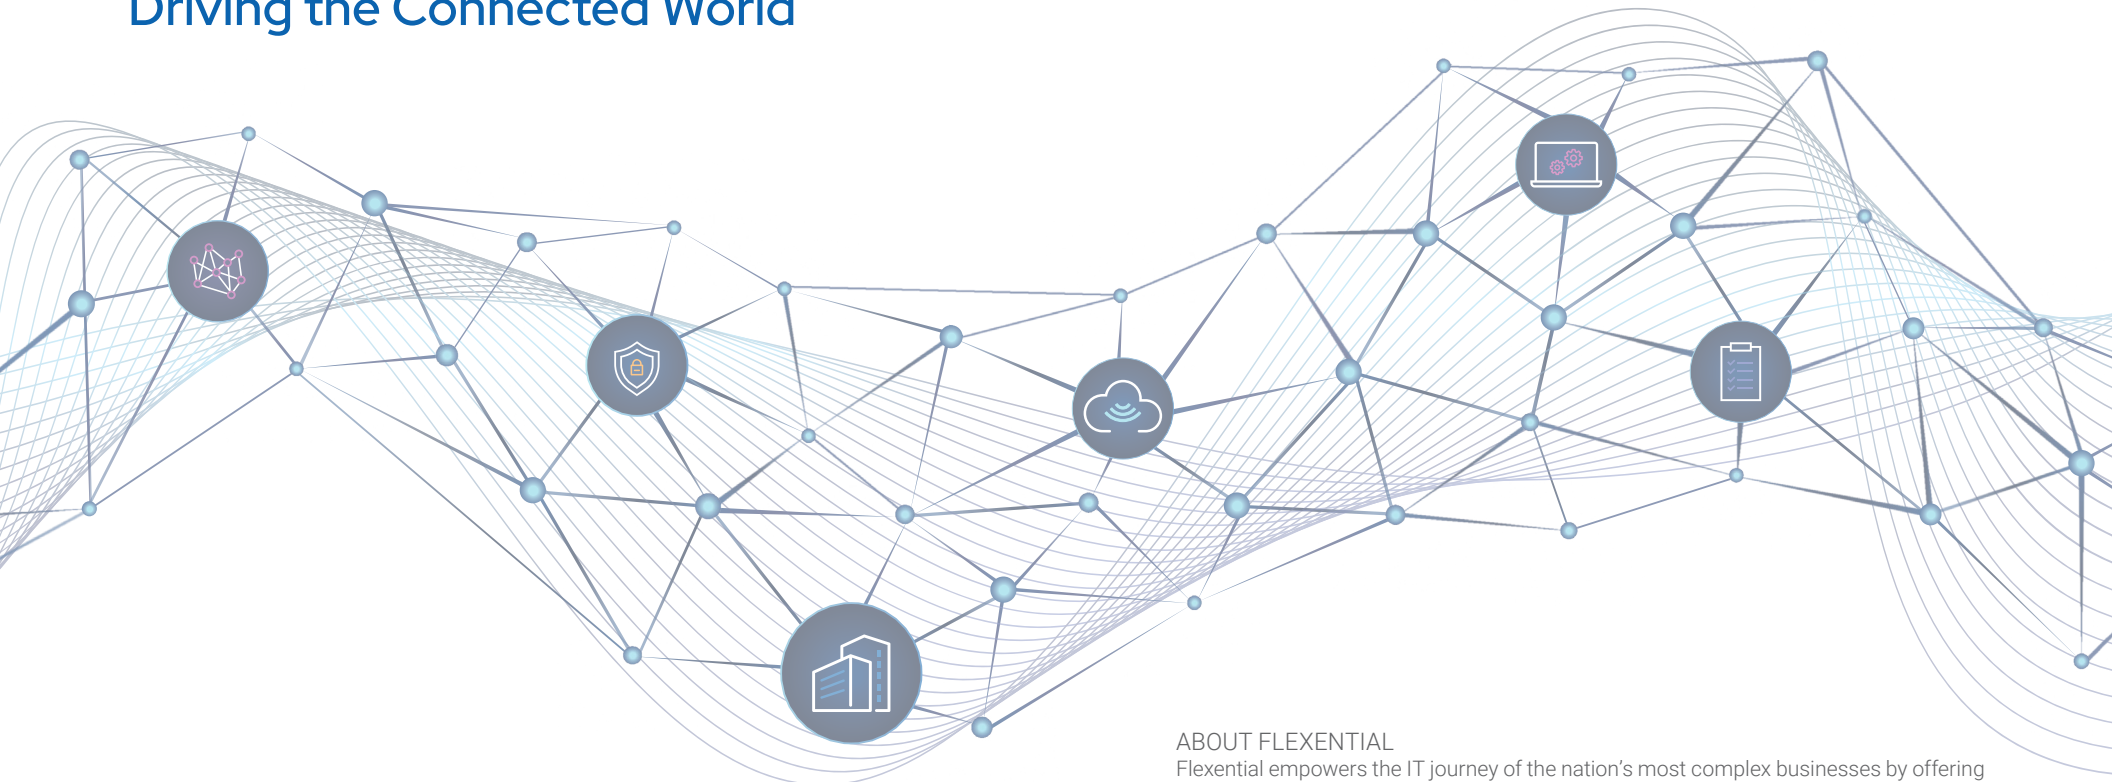 Driving the Connected World
ABOUT FLEXENTIAL
Flexential empowers the IT journey of the nation's most complex businesses by offering